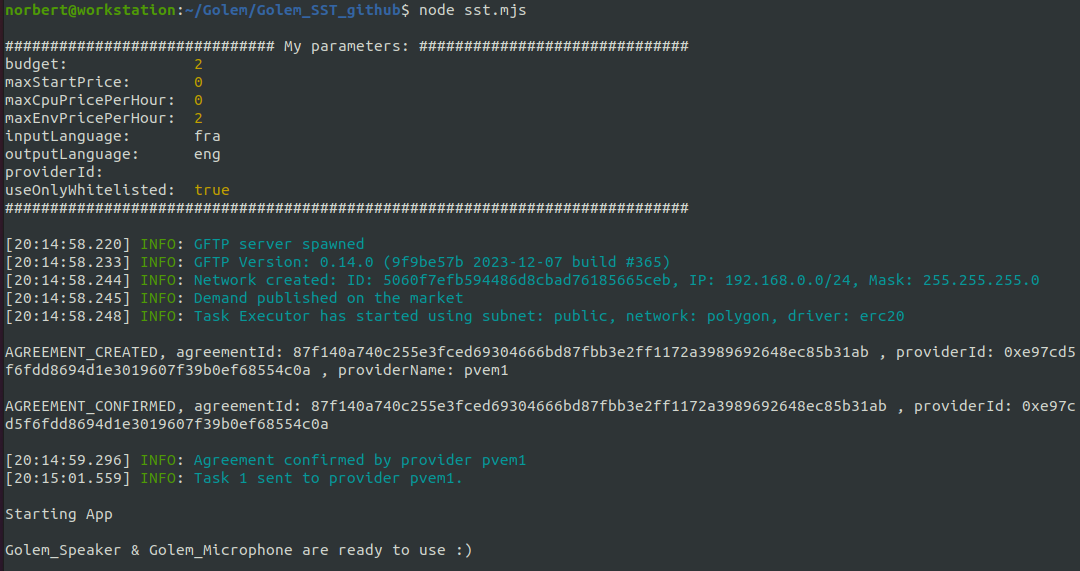 norbert@workstation:~/Golem/Golem_SST_github$ node sst.mjs
############################## My parameters: ##############################
budget: 2
maxStartPrice: 0
maxCpuPricePerHour: 0
maxEnvPricePerHour: 2
inputLanguage: fra
outputLanguage: eng
providerId:
useOnlyWhitelisted: true
############################################################################
[20:14:58.220] INFO: GFTP server spawned
[20:14:58.233] INFO: GFTP Version: 0.14.0 (9f9be57b 2023-12-07 build #365)
[20:14:58.244] INFO: Network created: ID: 5060f7efb594486d8cbad76185665ceb, IP: 192.168.0.0/24, Mask: 255.255.255.0
[20:14:58.245] INFO: Demand published on the market
[20:14:58.248] INFO: Task Executor has started using subnet: public, network: polygon, driver: erc20
AGREEMENT_CREATED, agreementId: 87f140a740c255e3fced69304666bd87fbb3e2ff1172a3989692648ec85b31ab , providerId: 0xe97cd5
f6fdd8694d1e3019607f39b0ef68554c0a , providerName: pvem1
AGREEMENT_CONFIRMED, agreementId: 87f140a740c255e3fced69304666bd87fbb3e2ff1172a3989692648ec85b31ab , providerId: 0xe97c
d5f6fdd8694d1e3019607f39b0ef68554c0a
[20:14:59.296] INFO: Agreement confirmed by provider pvem1
[20:15:01.559] INFO: Task 1 sent to provider pvem1.
Starting App
Golem_Speaker & Golem_Microphone are ready to use :)